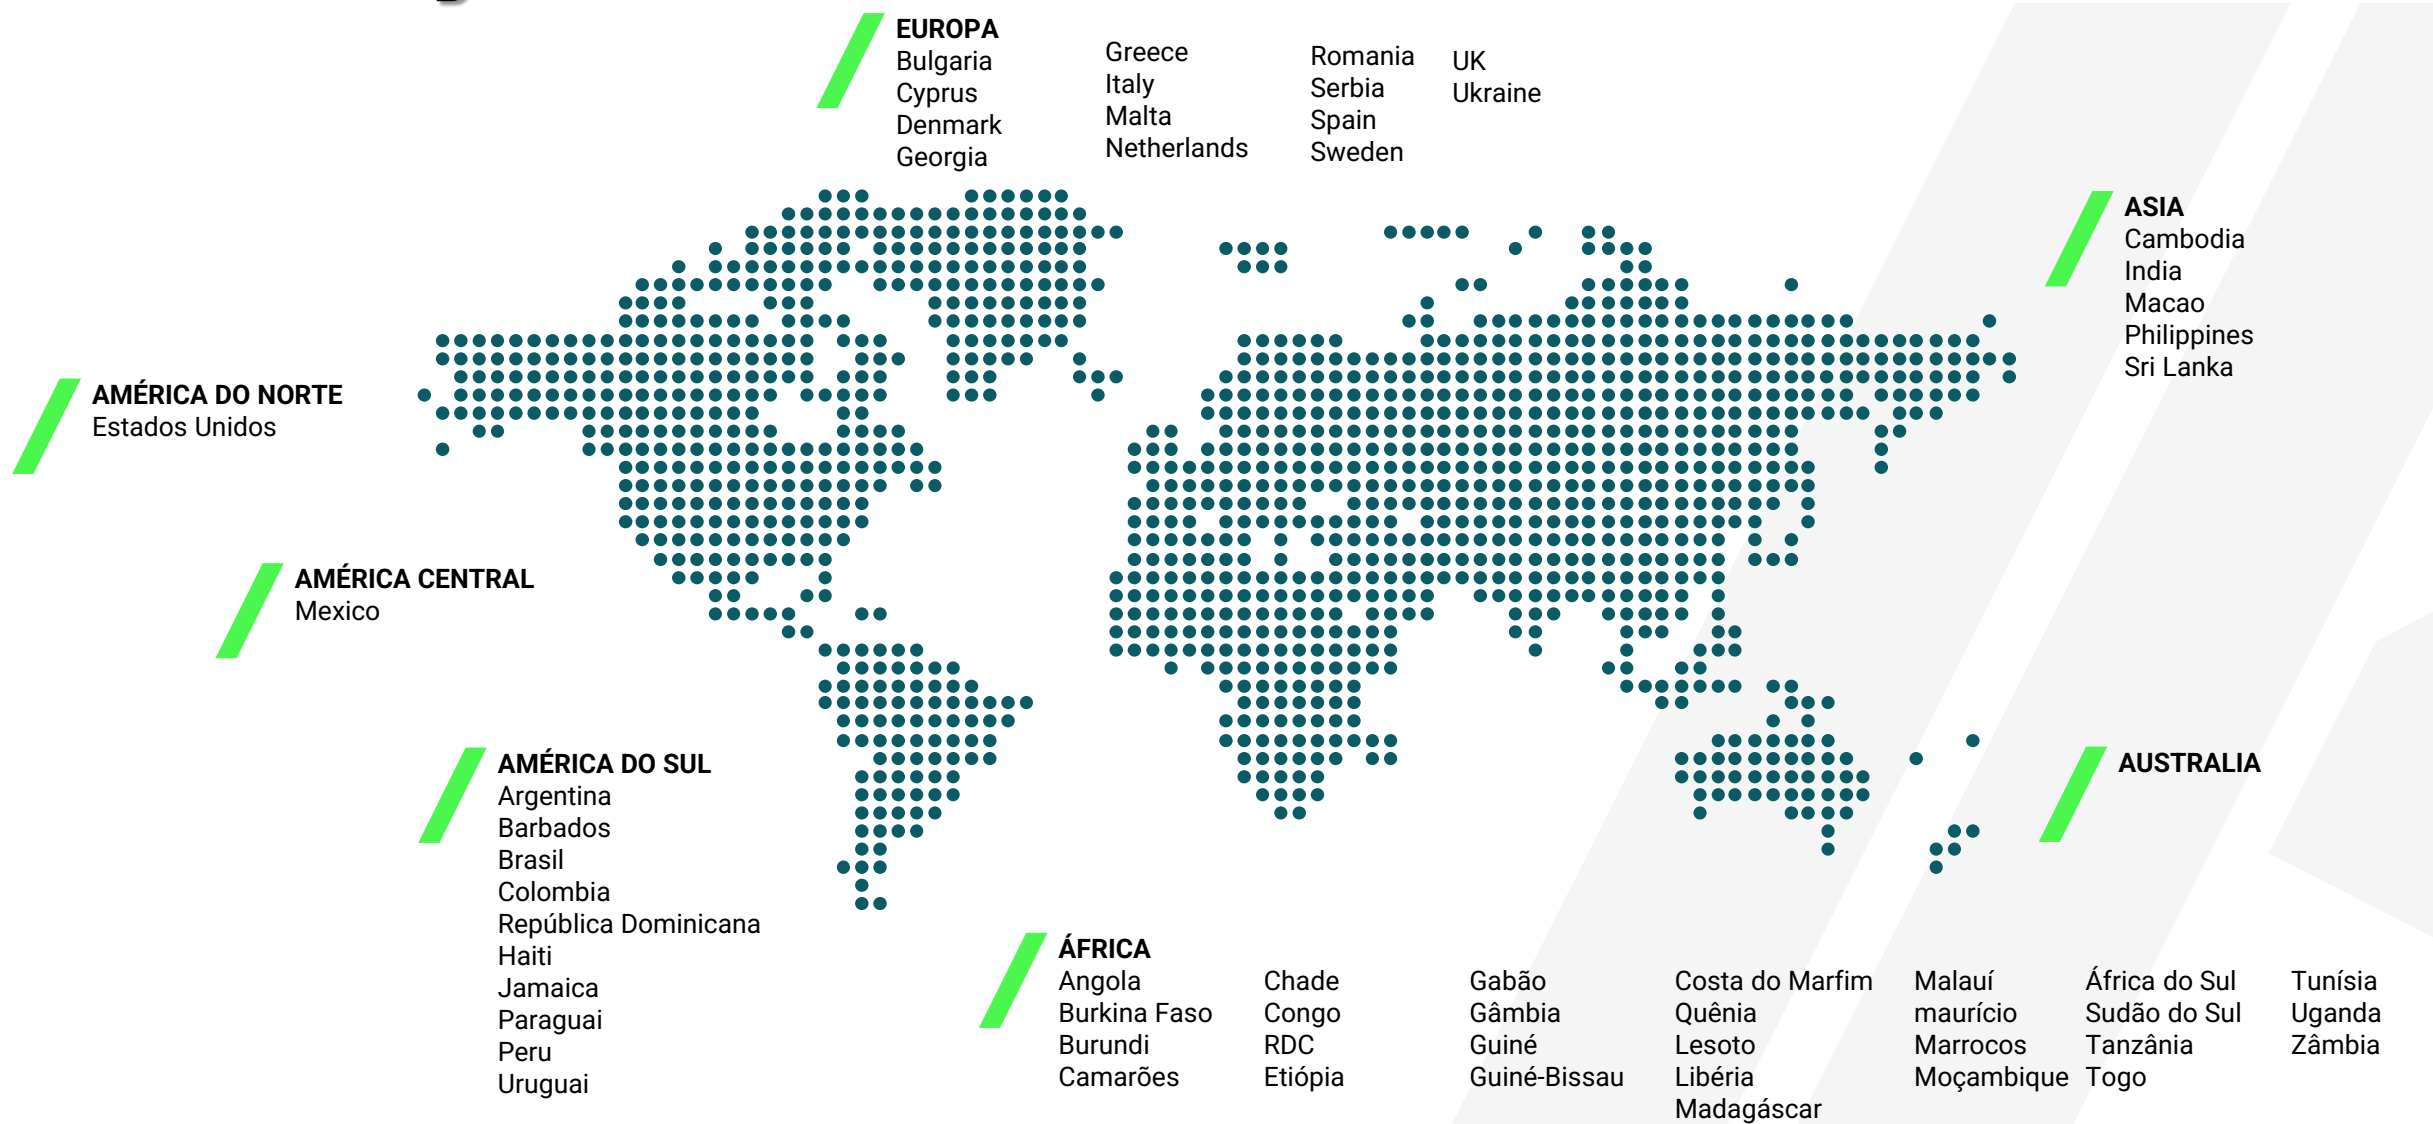 EUROPA
Bulgaria
Cyprus
Denmark
Georgia
Greece
Italy
Malta
Netherlands
Romania
Serbia
Spain
Sweden
UK
Ukraine
ASIA
Cambodia
India
Macao
Philippines
Sri Lanka
AMÉRICA DO NORTE
Estados Unidos
AMÉRICA CENTRAL
Mexico
AMÉRICA DO SUL
Argentina
Barbados
Brasil
Colombia
República Dominicana
Haiti
Jamaica
Paraguai
Peru
Uruguai
AUSTRALIA
ÁFRICA
Angola
Burkina Faso
Burundi
Camarões
Chade
Congo
RDC
Etiópia
Gabão
Gâmbia
Guiné
Guiné-Bissau
Costa do Marfim
Quênia
Lesoto
Libéria
Madagáscar
Malauí
maurício
Marrocos
Moçambique
África do Sul
Sudão do Sul
Tanzânia
Togo
Tunísia
Uganda
Zâmbia